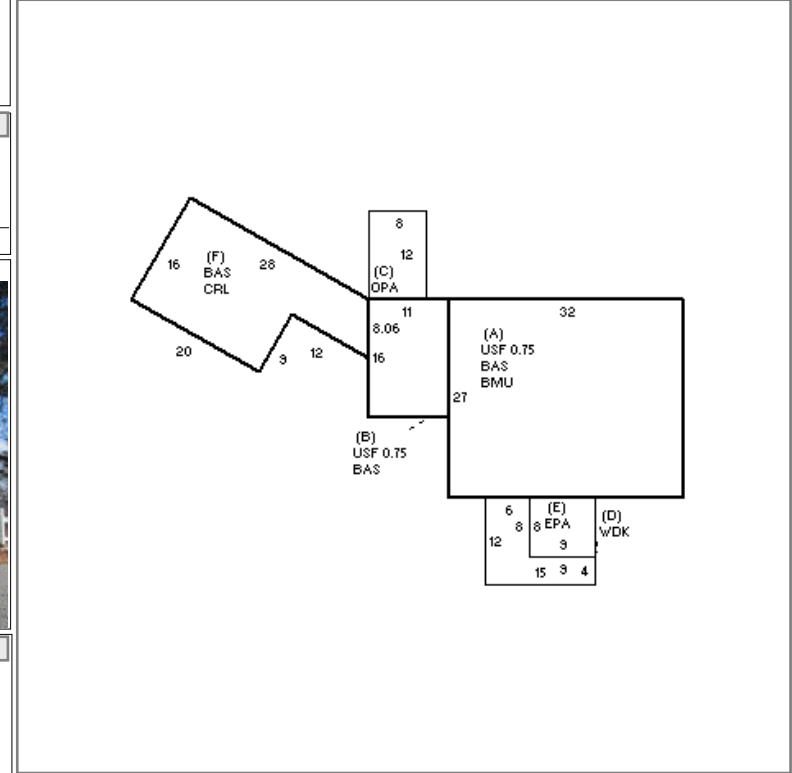 8
12
(C)
OPA
(F)
BAS
CRL
16
28
20
9
12
11
8.06
16
32
(A)
USF 0.75
BAS
BMU
27
(B)
USF 0.75
BAS
6
8
12
8
(E)
EPA
9
(D)
WDK
15
9
4